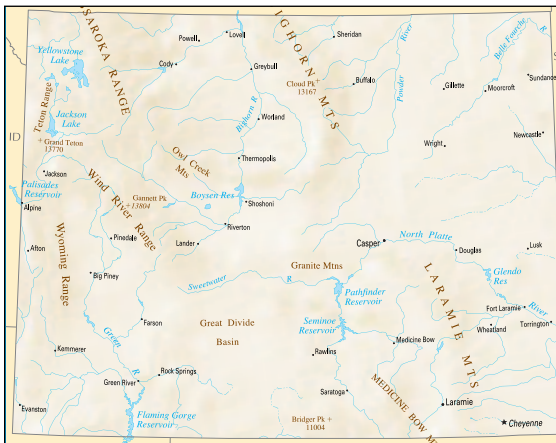 SAROKA RANGE
IGHORN MTS
Lovell
Powell
Sheridan
River
Belle Fourche
R
Yellowstone
Lake
Cody
Greybull
Cloud Pk
13167
Buffalo
Powder
Gillette
Moorcroft
Sundance
Teton Range
Jackson
Lake
Bighorn R
Worland
ID
Grand Teton
13770
Owl Creek
Mts
Thermopolis
Wright
Newcastle
Jackson
Wind River Range
Palisades
Reservoir
Alpine
Gannett Pk
13804
Boysen Res
Shoshoni
Riverton
Lander
Pinedale
Afton
Wyoming Range
Casper
North Platte
Douglas
Lusk
Big Piney
Sweetwater
R
Granite Mtns
Pathfinder
Reservoir
LARAMIE MTS
Glendo
Res
Fort Laramie
River
Torrington
Wheatland
Farson
Great Divide
Basin
Seminoe
Reservoir
Medicine Bow
Green
R
Kemmerer
Rawlins
Rock Springs
Green River
Saratoga
MEDICINE BOW M
Laramie
Evanston
Flaming Gorge
Reservoir
Bridger Pk
11004
Cheyenne